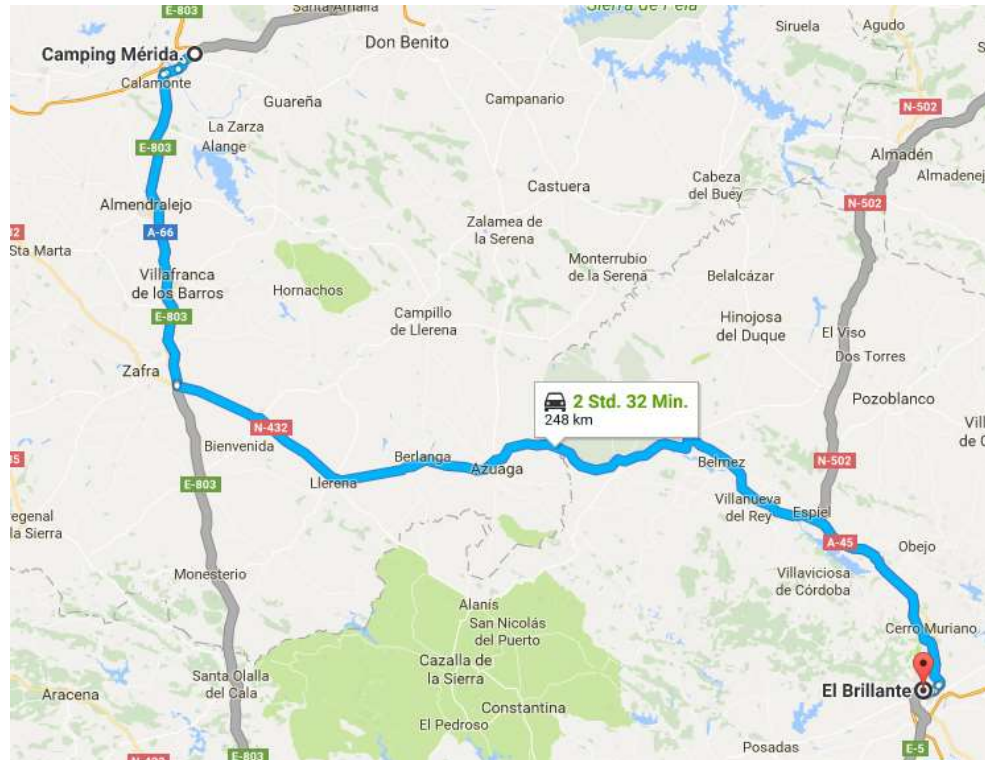 E-803
Santa Amalia
Sierra de Pela
Siruela
Agudo
Camping Mérida.
Don Benito
Calamonte
Guareña
Campanario
N-502
La Zarza
Alange
E-803
Almadén
Castuera
Cabeza
del Buey
Almadenej
Almendralejo
N-502
Zalamea de
la Serena
A-66
Sta Marta
Monterrubio
de la Serena
Belalcázar
Villafranca
de los Barros
Hornachos
Campillo
de Llerena
Hinojosa
del Duque
E-803
El Viso
Dos Torres
Zafra
2 Std. 32 Min.
248 km
Pozoblanco
N-432
Bienvenida
Berlanga
Azuaga
Belmez
N-502
Llerena
E-803
Villanueva
del Rey
Espiel
egenal
la Sierra
A-45
Obejo
Monesterio
Villaviciosa
de Córdoba
Alanís
San Nicolás
del Puerto
Cerro Muriano
Cazalla de
la Sierra
Santa Olalla
del Cala
El Brillante
Aracena
Constantina
El Pedroso
Posadas
E-5
E-803